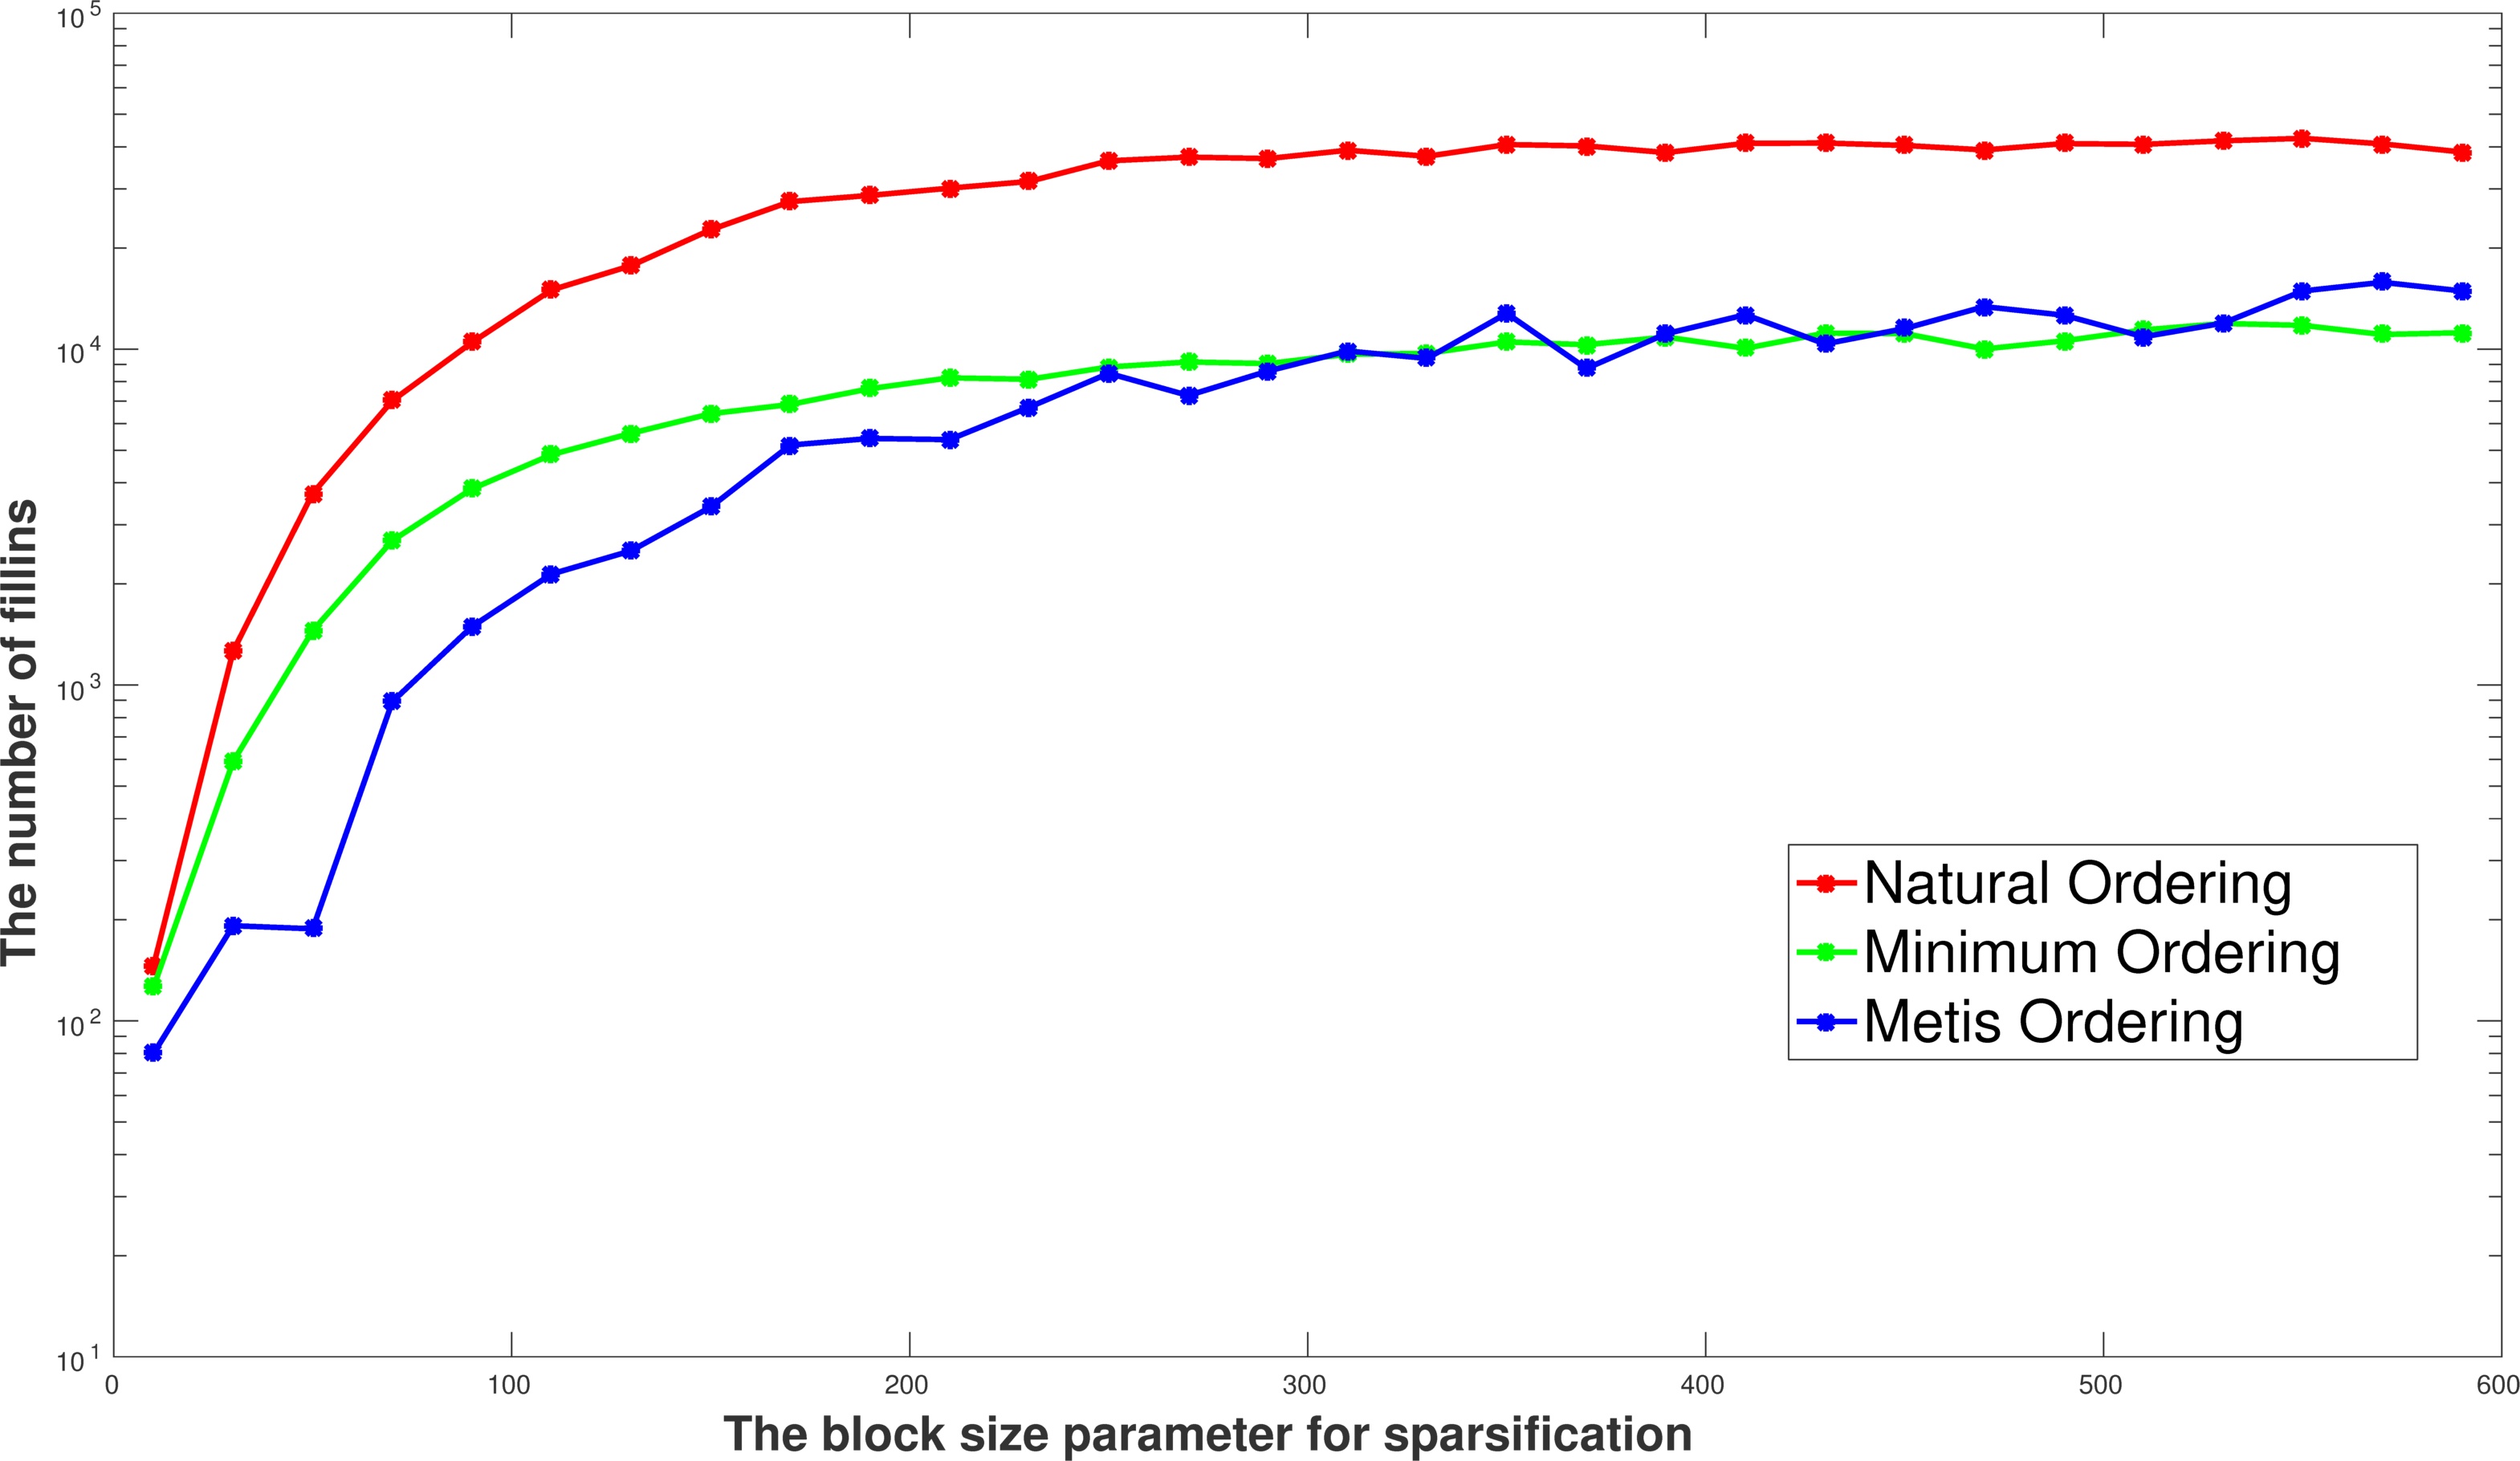 10^5
10^4
10^3
10^2
10^1
The number of fillins
Natural Ordering
Minimum Ordering
Metis Ordering
0 100 200 300 400 500 600
The block size parameter for sparsification